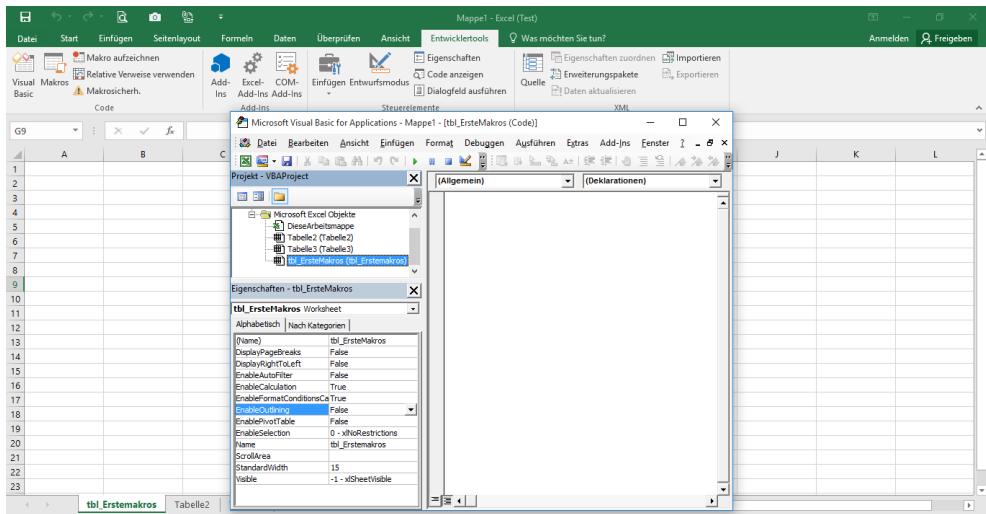 Mappe1 - Excel (Test)
Datei Start Einfügen Seitenlayout Formeln Daten Überprüfen Ansicht Entwicklertools Was möchten Sie tun? Anmelden Freigeben
Visual Basic
Makros
Makro aufzeichnen
Relative Verweise verwenden
Makrosicherh.
Code
Add-Ins
Excel-Add-Ins
COM-Add-Ins
Add-Ins
Einfügen
Entwurfsmodus
Eigenschaften
Code anzeigen
Dialogfeld ausführen
Steuerelemente
Quelle
Eigenschaften zuordnen
Erweiterungspakete
Daten aktualisieren
Importieren
Exportieren
XML
G9 fx
A B C J K L
1
2
3
4
5
6
7
8
9
10
11
12
13
14
15
16
17
18
19
20
21
22
23
tbl_Erstemakros Tabelle2
Microsoft Visual Basic for Applications - Mappe1 - [tbl_ErsteMakros (Code)]
Datei Bearbeiten Ansicht Einfügen Format Debuggen Ausführen Extras Add-Ins Fenster ?
Projekt - VBAProject
Microsoft Excel Objekte
DieseArbeitsmappe
Tabelle2 (Tabelle2)
Tabelle3 (Tabelle3)
tbl_ErsteMakros (tbl_Erstemakros)
Eigenschaften - tbl_ErsteMakros
tbl_ErsteMakros Worksheet
Alphabetisch Nach Kategorien
(Name) tbl_ErsteMakros
DisplayPageBreaks False
DisplayRightToLeft False
EnableAutoFilter False
EnableCalculation True
EnableFormatConditionsCa True
EnableOutlining False
EnablePivotTable False
EnableSelection 0 - xlNoRestrictions
Name tbl_Erstemakros
ScrollArea
StandardWidth 15
Visible -1 - xlSheetVisible
(Allgemein) (Deklarationen)